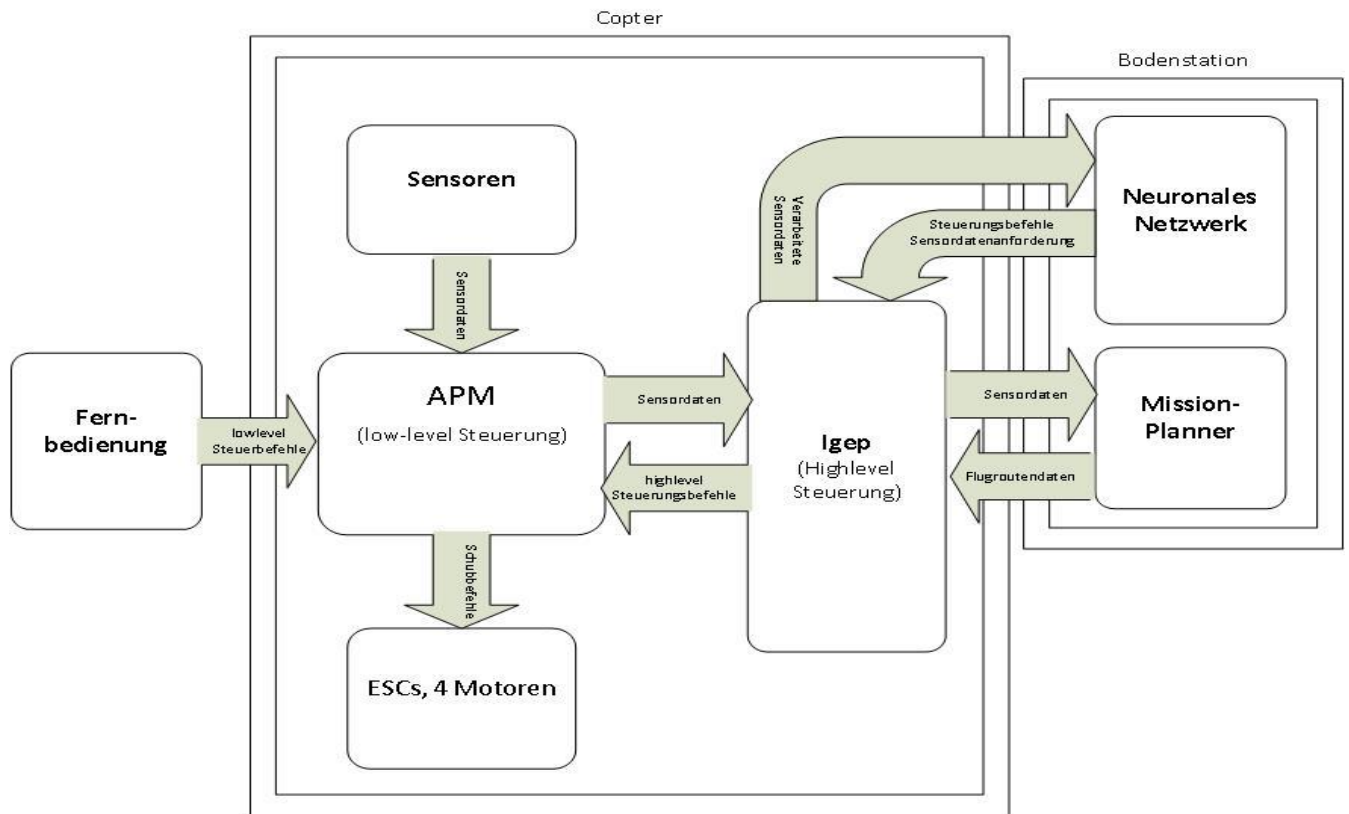 Copter
Bodenstation
Sensoren
Sensordaten
Fern-
bedienung
lowlevel
Steuerbefehle
APM
(low-level Steuerung)
Schubbefehle
ESCs, 4 Motoren
Sensordaten
highlevel
Steuerungsbefehle
Igep
(Highlevel
Steuerung)
Verarbeitete
Sensordaten
Steuerungsbefehle
Sensordatenanforderung
Neuronales
Netzwerk
Sensordaten
Flugroutendaten
Mission-
Planner